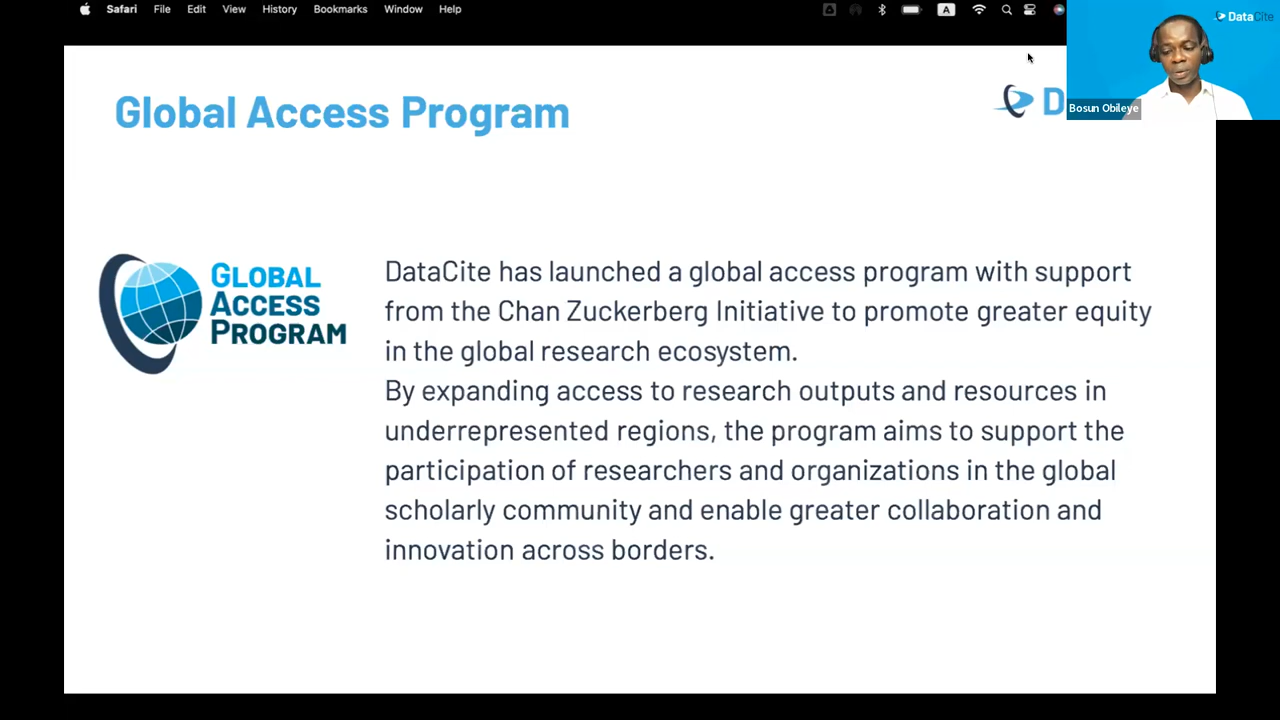 Safari File Edit View History Bookmarks Window Help A
DataCite
Bosun Obileye
Global Access Program
D
GLOBAL
ACCESS
PROGRAM
DataCite has launched a global access program with support
from the Chan Zuckerberg Initiative to promote greater equity
in the global research ecosystem.
By expanding access to research outputs and resources in
underrepresented regions, the program aims to support the
participation of researchers and organizations in the global
scholarly community and enable greater collaboration and
innovation across borders.